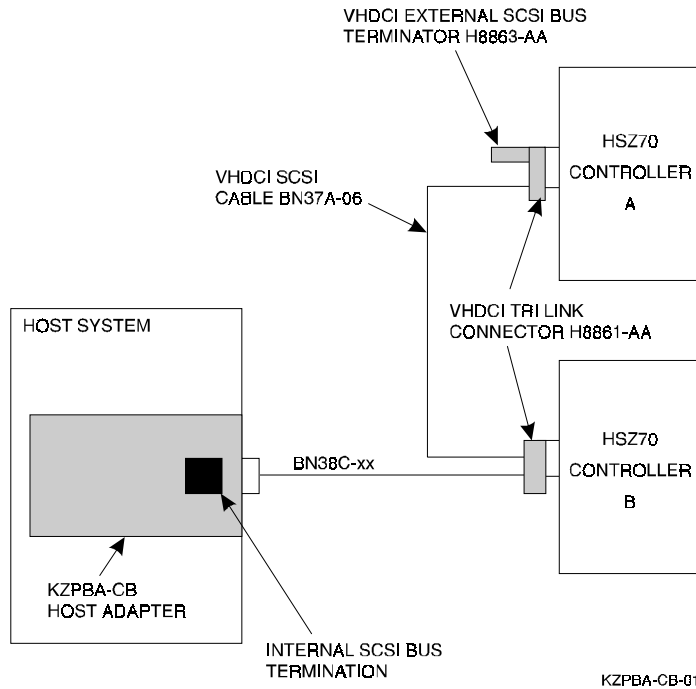 VHDCI EXTERNAL SCSI BUS
TERMINATOR H8863-AA
HSZ70
CONTROLLER
A
VHDCI SCSI
CABLE BN37A-06
VHDCI TRI LINK
CONNECTOR H8861-AA
HOST SYSTEM
HSZ70
CONTROLLER
B
BN38C-xx
KZPBA-CB
HOST ADAPTER
INTERNAL SCSI BUS
TERMINATION
KZPBA-CB-01